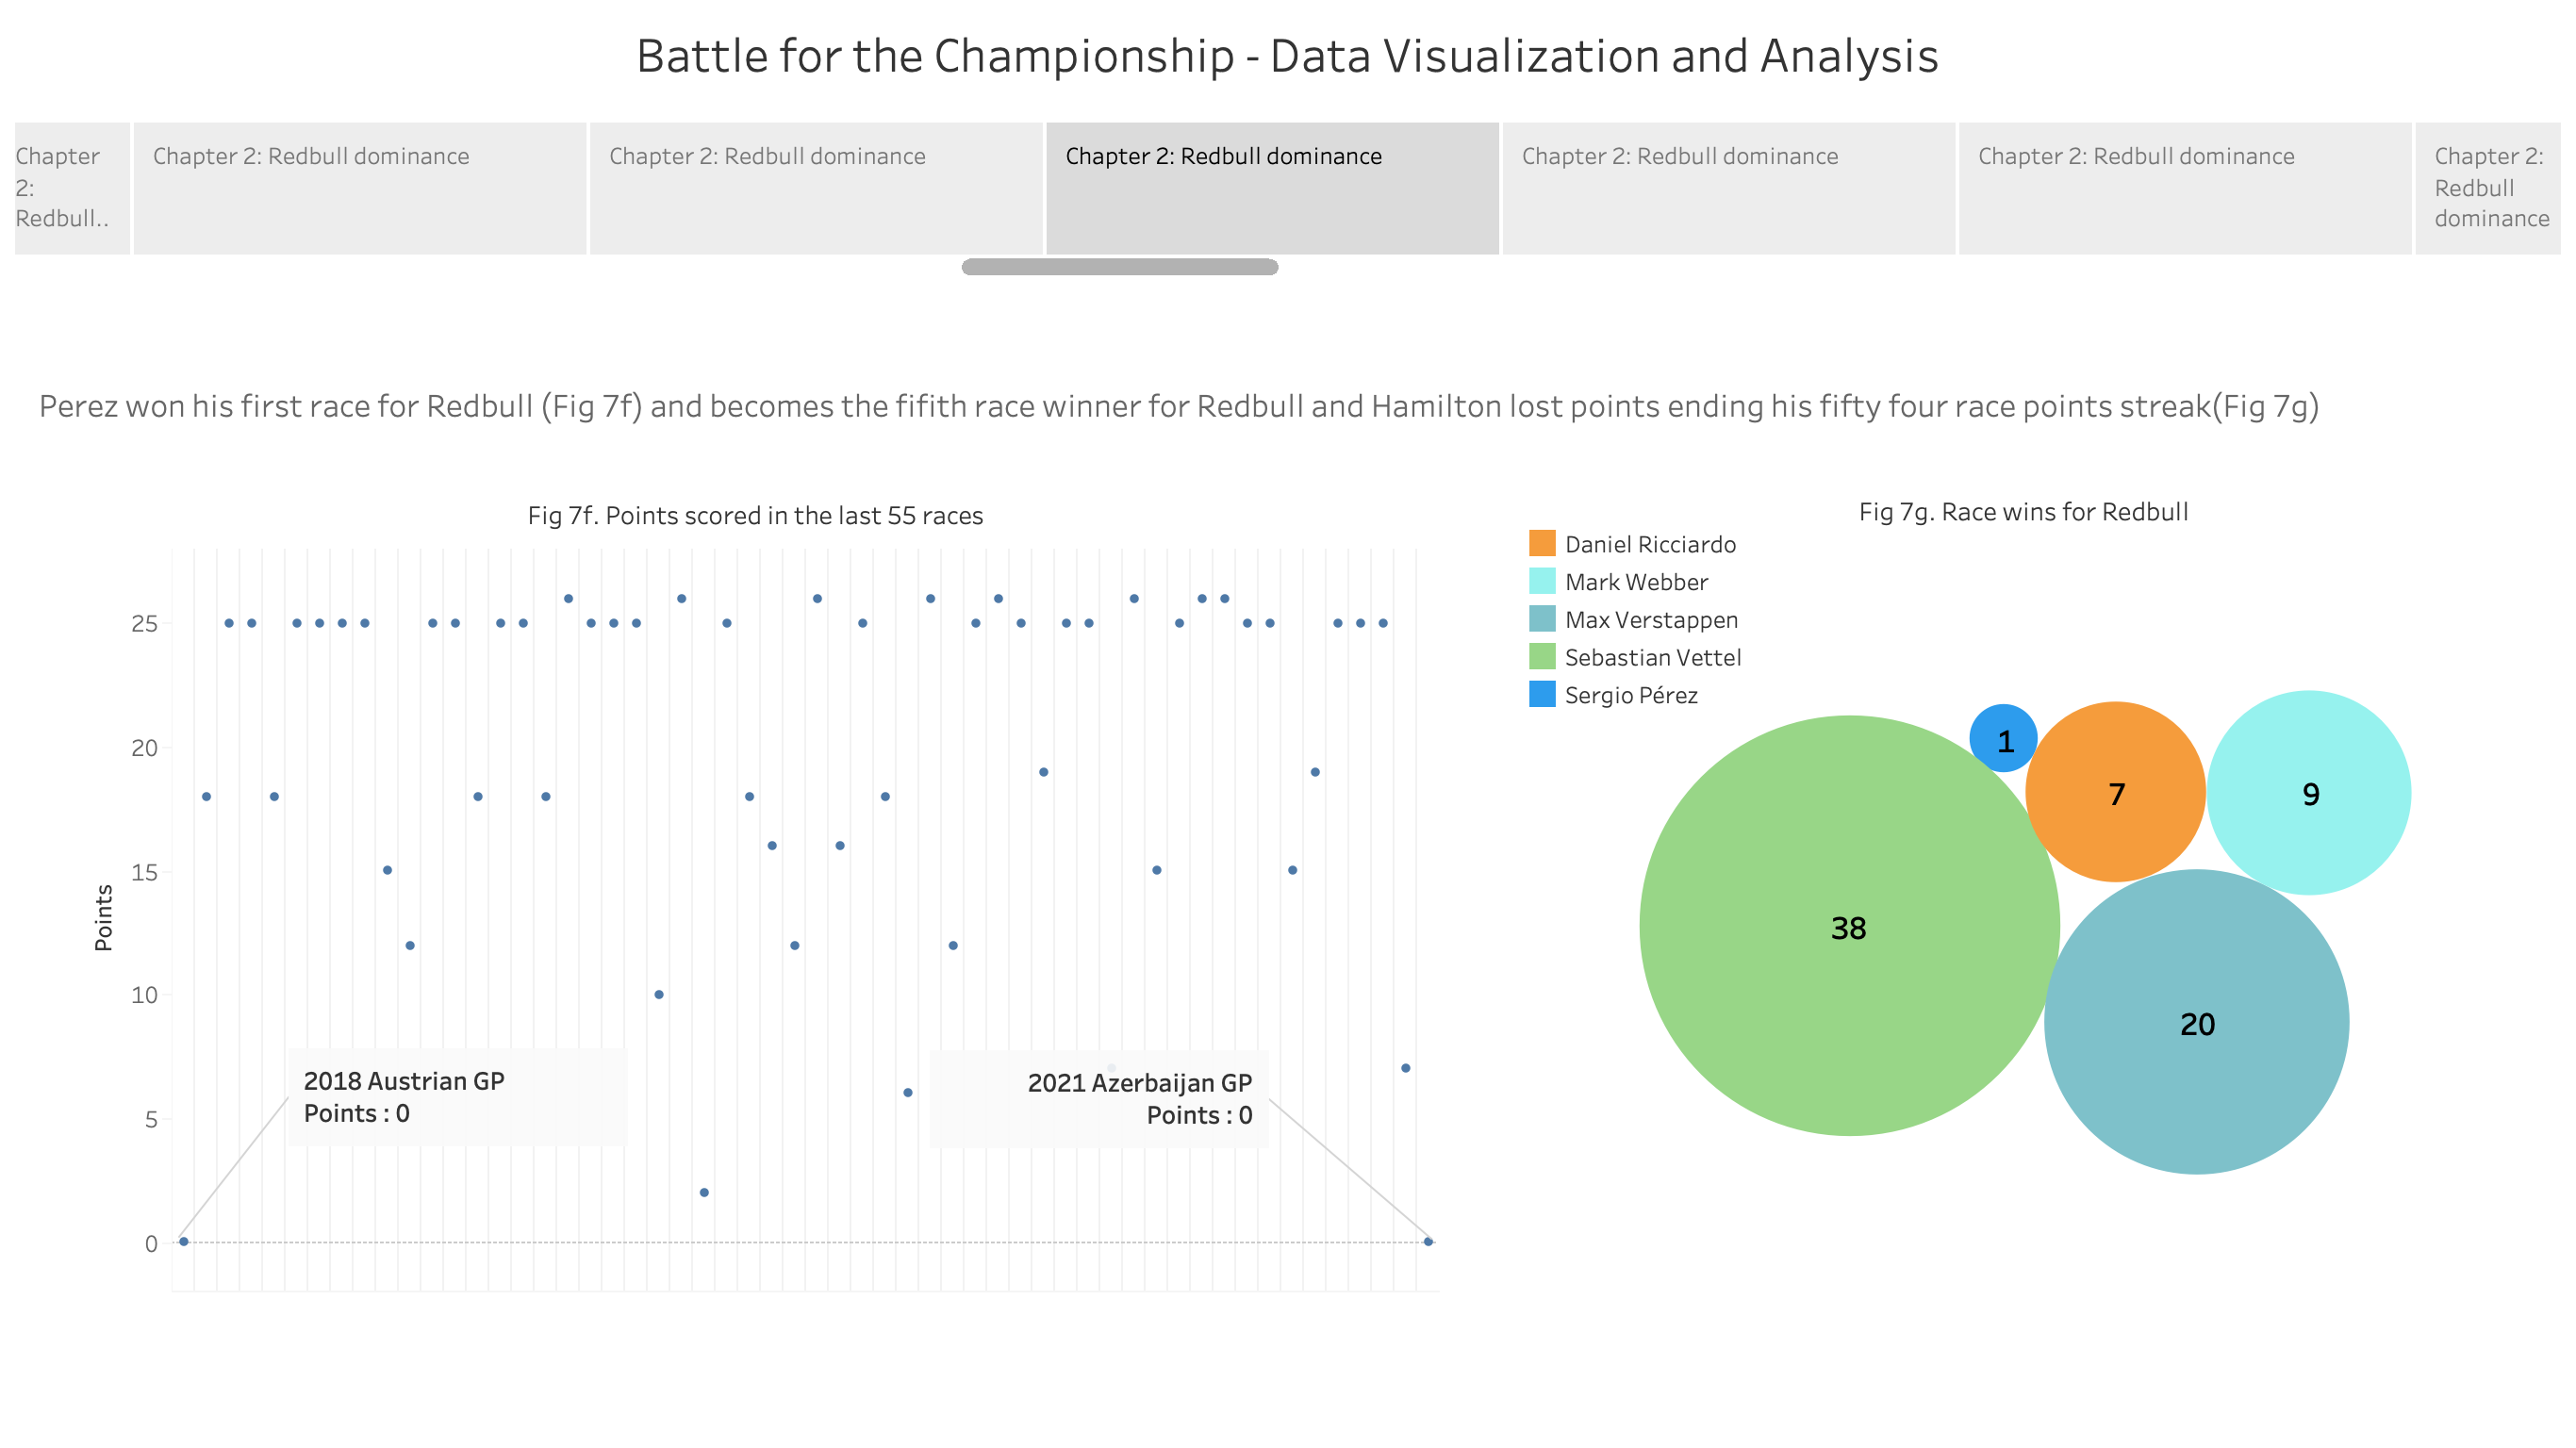 Battle for the Championship - Data Visualization and Analysis
Chapter
2:
Redbull..
Chapter 2: Redbull dominance
Chapter 2: Redbull dominance
Chapter 2: Redbull dominance
Chapter 2: Redbull dominance
Chapter 2: Redbull dominance
Chapter 2:
Redbull
dominance
Perez won his first race for Redbull (Fig 7f) and becomes the fifith race winner for Redbull and Hamilton lost points ending his fifty four race points streak(Fig 7g)
Fig 7f. Points scored in the last 55 races
Points
25
20
15
10
5
0
2018 Austrian GP
Points : 0
2021 Azerbaijan GP
Points : 0
Fig 7g. Race wins for Redbull
Daniel Ricciardo
Mark Webber
Max Verstappen
Sebastian Vettel
Sergio Pérez
1
7
9
38
20